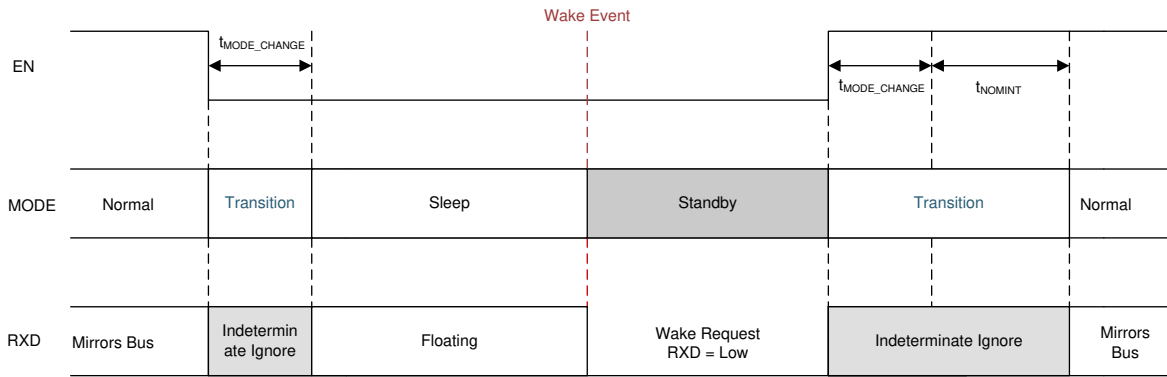 Wake Event
EN
tMODE_CHANGE
tMODE_CHANGE
tNOMINT
MODE
Normal
Transition
Sleep
Standby
Transition
Normal
RXD
Mirrors Bus
Indetermin
ate Ignore
Floating
Wake Request
RXD = Low
Indeterminate Ignore
Mirrors
Bus